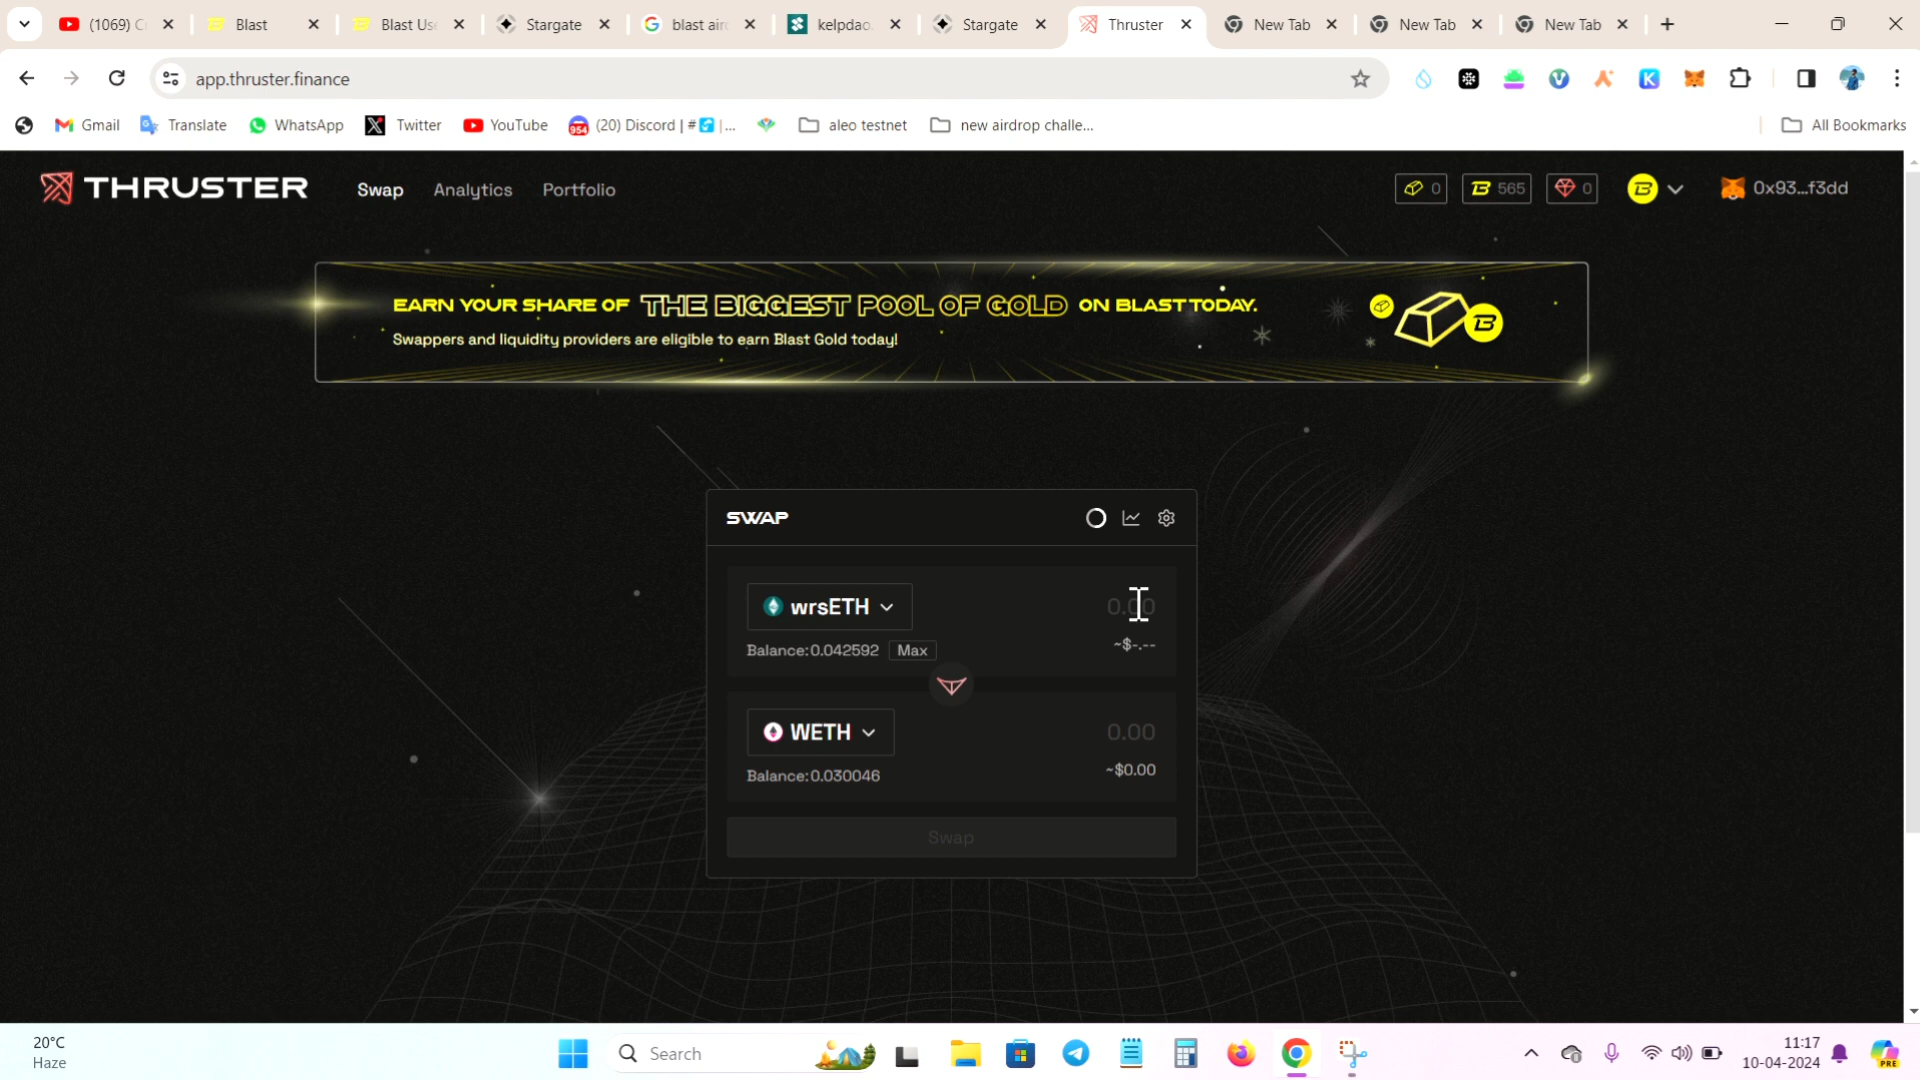 (1069) C
Blast
Blast Us
Stargate
blast air
kelpdao.
Stargate
Thruster
New Tab
New Tab
New Tab
app.thruster.finance
Gmail
Translate
WhatsApp
Twitter
YouTube
954
(20) Discord | # | ...
aleo testnet
new airdrop challe...
All Bookmarks
THRUSTER
Swap
Analytics
Portfolio
0
565
0
0x93...f3dd
EARN YOUR SHARE OF THE BIGGEST POOL OF GOLD ON BLAST TODAY.
Swappers and liquidity providers are eligible to earn Blast Gold today!
SWAP
wrsETH
0.00
Balance:0.042592
Max
~$-.--
WETH
0.00
Balance:0.030046
~$0.00
Swap
20°C
Haze
Search
11:17
10-04-2024
PRE